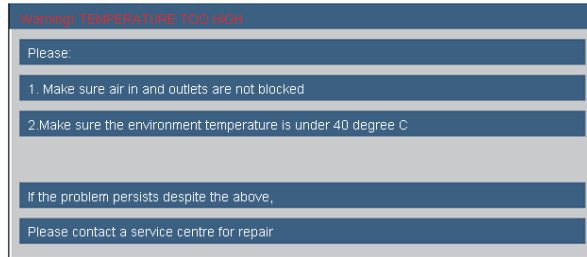 Warning! TEMPERATURE TOO HIGH
Please:
1. Make sure air in and outlets are not blocked
2.Make sure the environment temperature is under 40 degree C
If the problem persists despite the above,
Please contact a service centre for repair